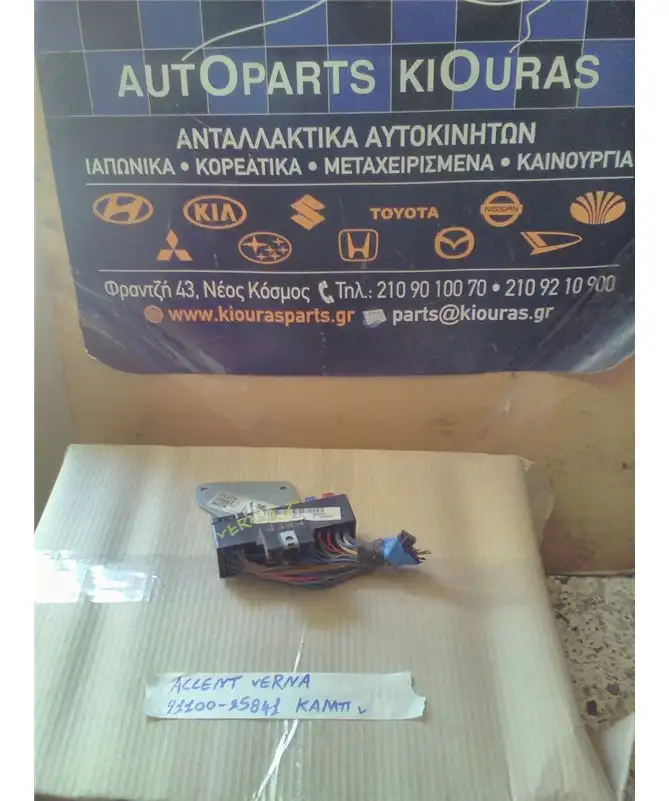 AUTOPARTS KIOURAS
ΑΝΤΑΛΛΑΚΤΙΚΑ ΑΥΤΟΚΙΝΗΤΩΝ
ΙΑΠΩΝΙΚΑ • ΚΟΡΕΑΤΙΚΑ • ΜΕΤΑΧΕΙΡΙΣΜΕΝΑ • ΚΑΙΝΟΥΡΓΙΑ
KIA TOYOTA NISSAN
Φραντζή 43, Νέος Κόσμος Τηλ.: 210 90 100 70 • 210 92 10 900
www.kiourasparts.gr parts@kiouras.gr
ACCENT VERNA
91100-25841 ΚΑΜΠ